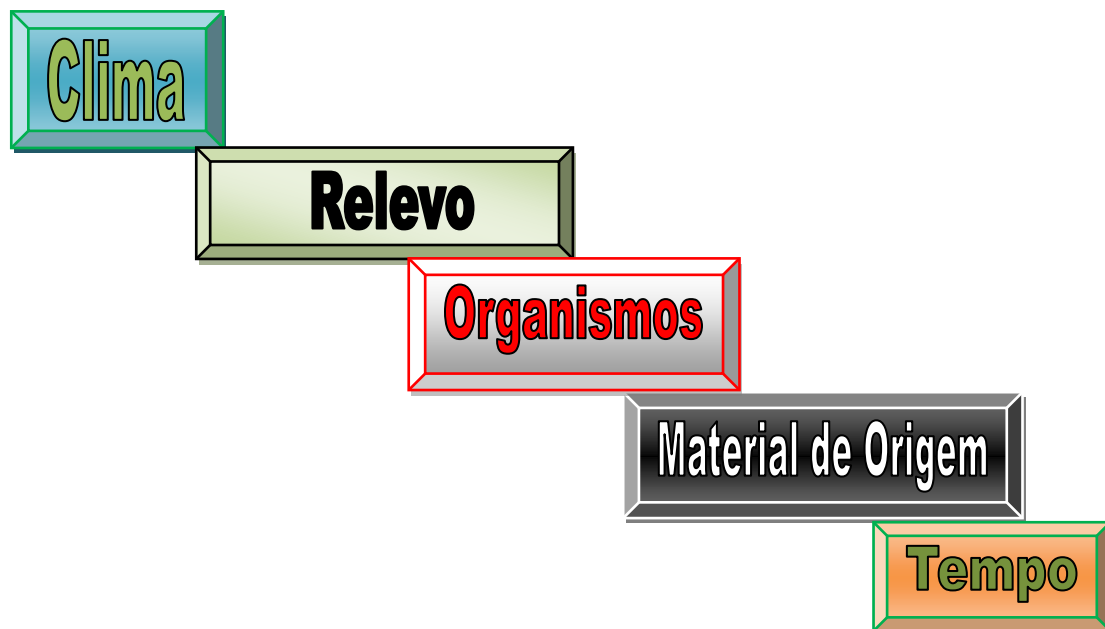 Clima
Relevo
Organismos
Material de Origem
Tempo